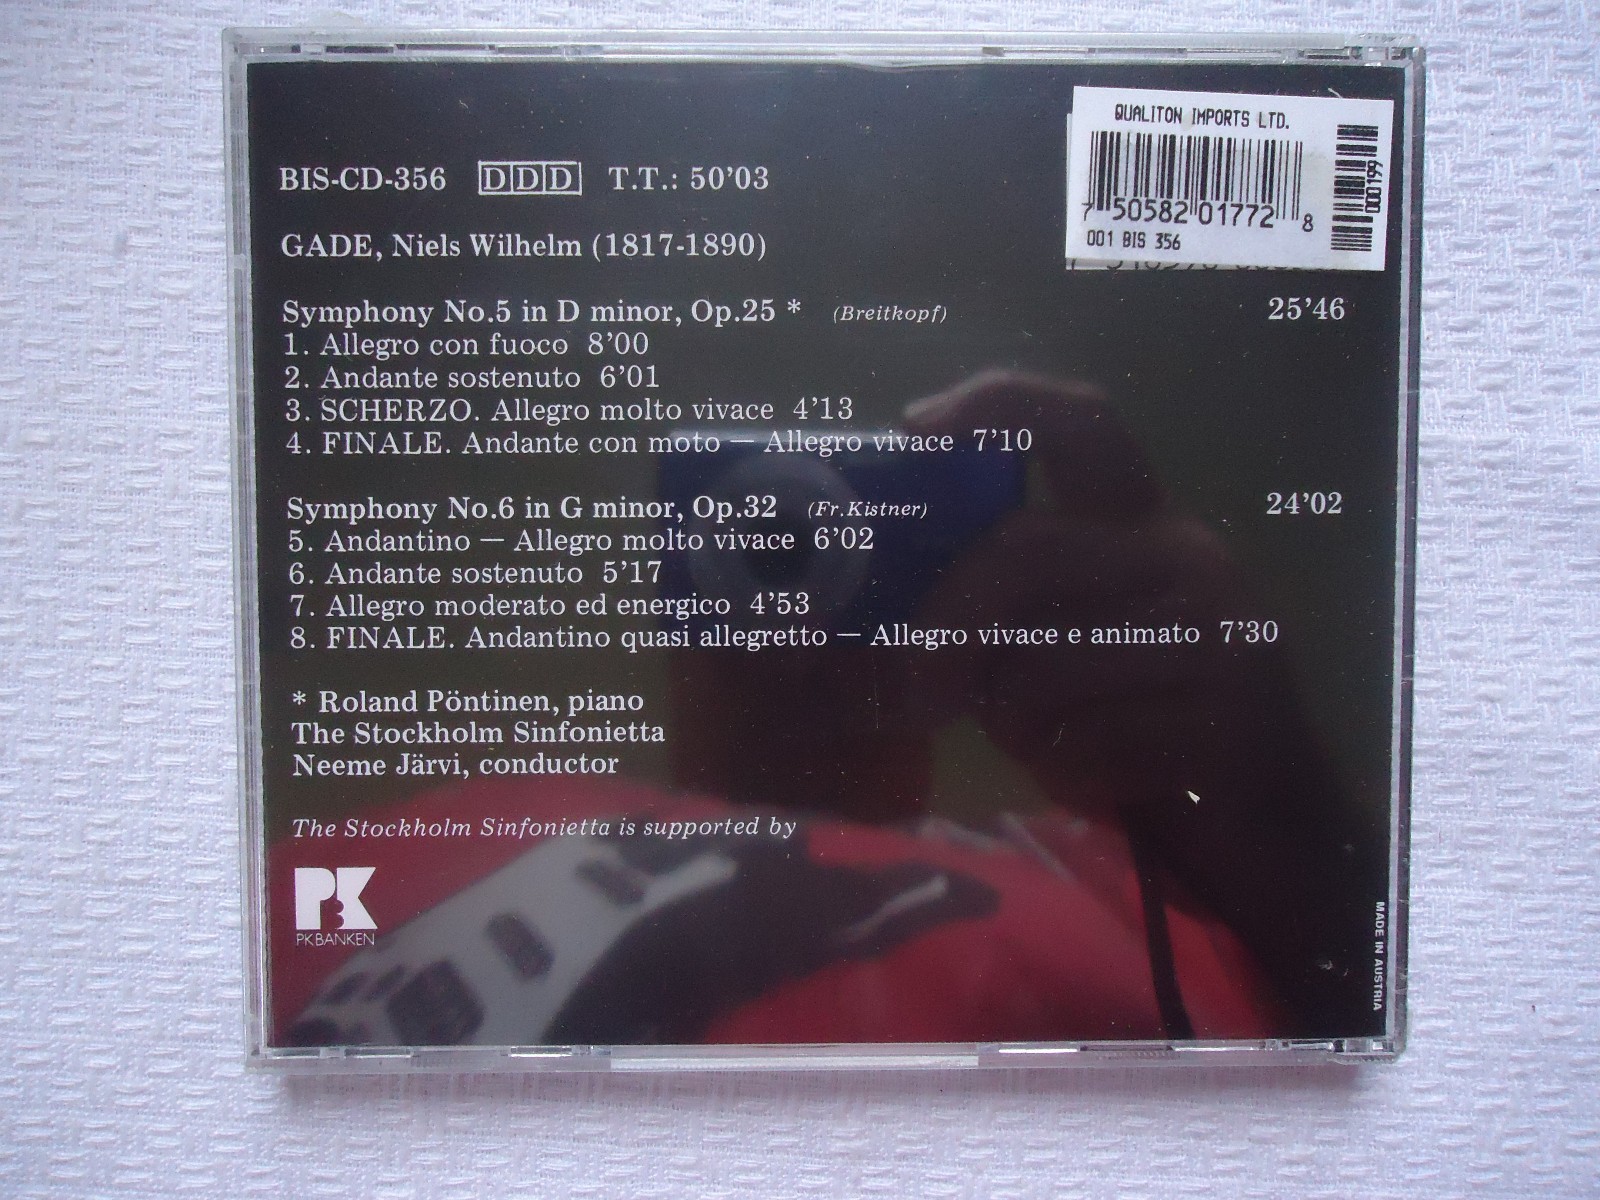 QUALITON IMPORTS LTD.
7 50582 01772 8
001 BIS 356
000199
BIS-CD-356 DDD T.T.: 50'03
GADE, Niels Wilhelm (1817-1890)
Symphony No.5 in D minor, Op.25 * (Breitkopf) 25'46
1. Allegro con fuoco 8'00
2. Andante sostenuto 6'01
3. SCHERZO. Allegro molto vivace 4'13
4. FINALE. Andante con moto — Allegro vivace 7'10
Symphony No.6 in G minor, Op.32 (Fr.Kistner) 24'02
5. Andantino — Allegro molto vivace 6'02
6. Andante sostenuto 5'17
7. Allegro moderato ed energico 4'53
8. FINALE. Andantino quasi allegretto — Allegro vivace e animato 7'30
* Roland Pöntinen, piano
The Stockholm Sinfonietta
Neeme Järvi, conductor
The Stockholm Sinfonietta is supported by
PK
PKBANKEN
MADE IN AUSTRIA